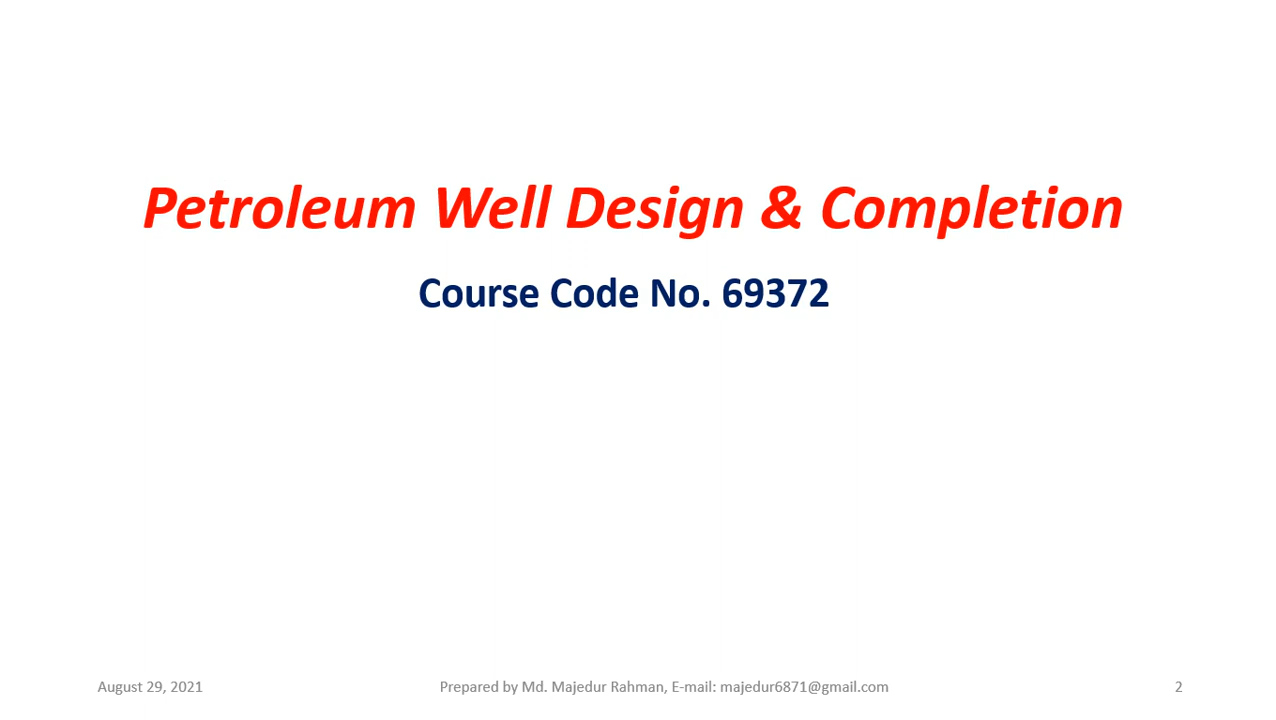 Petroleum Well Design & Completion
Course Code No. 69372
August 29, 2021
Prepared by Md. Majedur Rahman, E-mail: majedur6871@gmail.com
2